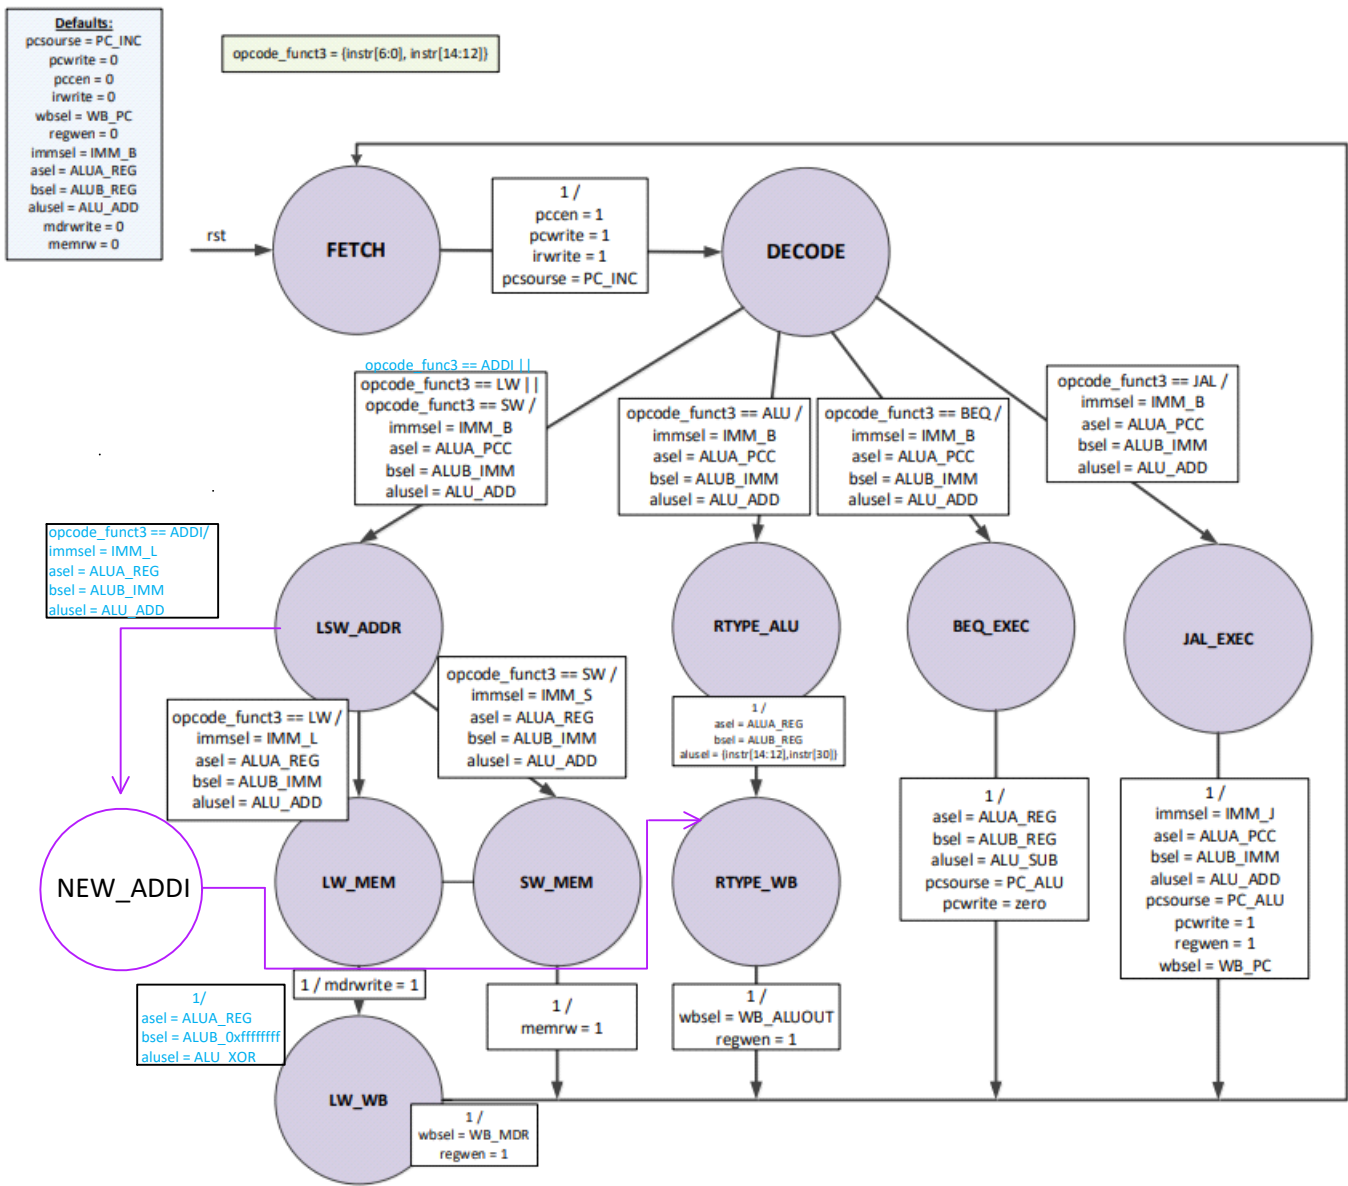 Defaults:
pcsourse = PC_INC
pcwrite = 0
pccen = 0
irwrite = 0
wbsel = WB_PC
regwen = 0
immsel = IMM_B
asel = ALUA_REG
bsel = ALUB_REG
alusel = ALU_ADD
mdrwrite = 0
memrw = 0
opcode_funct3 = {instr[6:0], instr[14:12]}
rst
FETCH
1 /
pccen = 1
pcwrite = 1
irwrite = 1
pcsourse = PC_INC
DECODE
opcode_func3 == ADDI ||
opcode_funct3 == LW ||
opcode_funct3 == SW /
immsel = IMM_B
asel = ALUA_PCC
bsel = ALUB_IMM
alusel = ALU_ADD
opcode_funct3 == ALU /
immsel = IMM_B
asel = ALUA_PCC
bsel = ALUB_IMM
alusel = ALU_ADD
opcode_funct3 == BEQ /
immsel = IMM_B
asel = ALUA_PCC
bsel = ALUB_IMM
alusel = ALU_ADD
opcode_funct3 == JAL /
immsel = IMM_B
asel = ALUA_PCC
bsel = ALUB_IMM
alusel = ALU_ADD
opcode_funct3 == ADDI/
immsel = IMM_L
asel = ALUA_REG
bsel = ALUB_IMM
alusel = ALU_ADD
LSW_ADDR
RTYPE_ALU
BEQ_EXEC
JAL_EXEC
opcode_funct3 == LW /
immsel = IMM_L
asel = ALUA_REG
bsel = ALUB_IMM
alusel = ALU_ADD
opcode_funct3 == SW /
immsel = IMM_S
asel = ALUA_REG
bsel = ALUB_IMM
alusel = ALU_ADD
1 /
asel = ALUA_REG
bsel = ALUB_REG
alusel = {instr[14:12],instr[30]}
1 /
asel = ALUA_REG
bsel = ALUB_REG
alusel = ALU_SUB
pcsourse = PC_ALU
pcwrite = zero
1 /
immsel = IMM_J
asel = ALUA_PCC
bsel = ALUB_IMM
alusel = ALU_ADD
pcsourse = PC_ALU
pcwrite = 1
regwen = 1
wbsel = WB_PC
NEW_ADDI
LW_MEM
SW_MEM
RTYPE_WB
1/
asel = ALUA_REG
bsel = ALUB_0xffffffff
alusel = ALU_XOR
1 / mdrwrite = 1
1 /
memrw = 1
1 /
wbsel = WB_ALUOUT
regwen = 1
LW_WB
1 /
wbsel = WB_MDR
regwen = 1